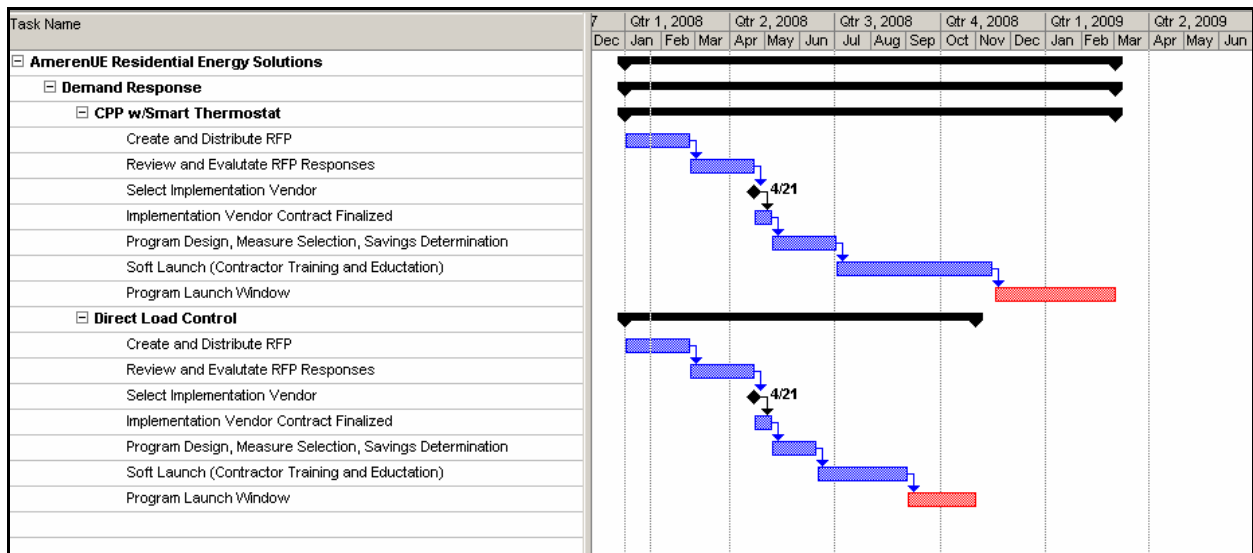 Task Name
7 Qtr 1, 2008 Qtr 2, 2008 Qtr 3, 2008 Qtr 4, 2008 Qtr 1, 2009 Qtr 2, 2009
Dec Jan Feb Mar Apr May Jun Jul Aug Sep Oct Nov Dec Jan Feb Mar Apr May Jun
AmerenUE Residential Energy Solutions
Demand Response
CPP w/Smart Thermostat
Create and Distribute RFP
Review and Evalutate RFP Responses
Select Implementation Vendor 4/21
Implementation Vendor Contract Finalized
Program Design, Measure Selection, Savings Determination
Soft Launch (Contractor Training and Eductation)
Program Launch Window
Direct Load Control
Create and Distribute RFP
Review and Evalutate RFP Responses
Select Implementation Vendor 4/21
Implementation Vendor Contract Finalized
Program Design, Measure Selection, Savings Determination
Soft Launch (Contractor Training and Eductation)
Program Launch Window